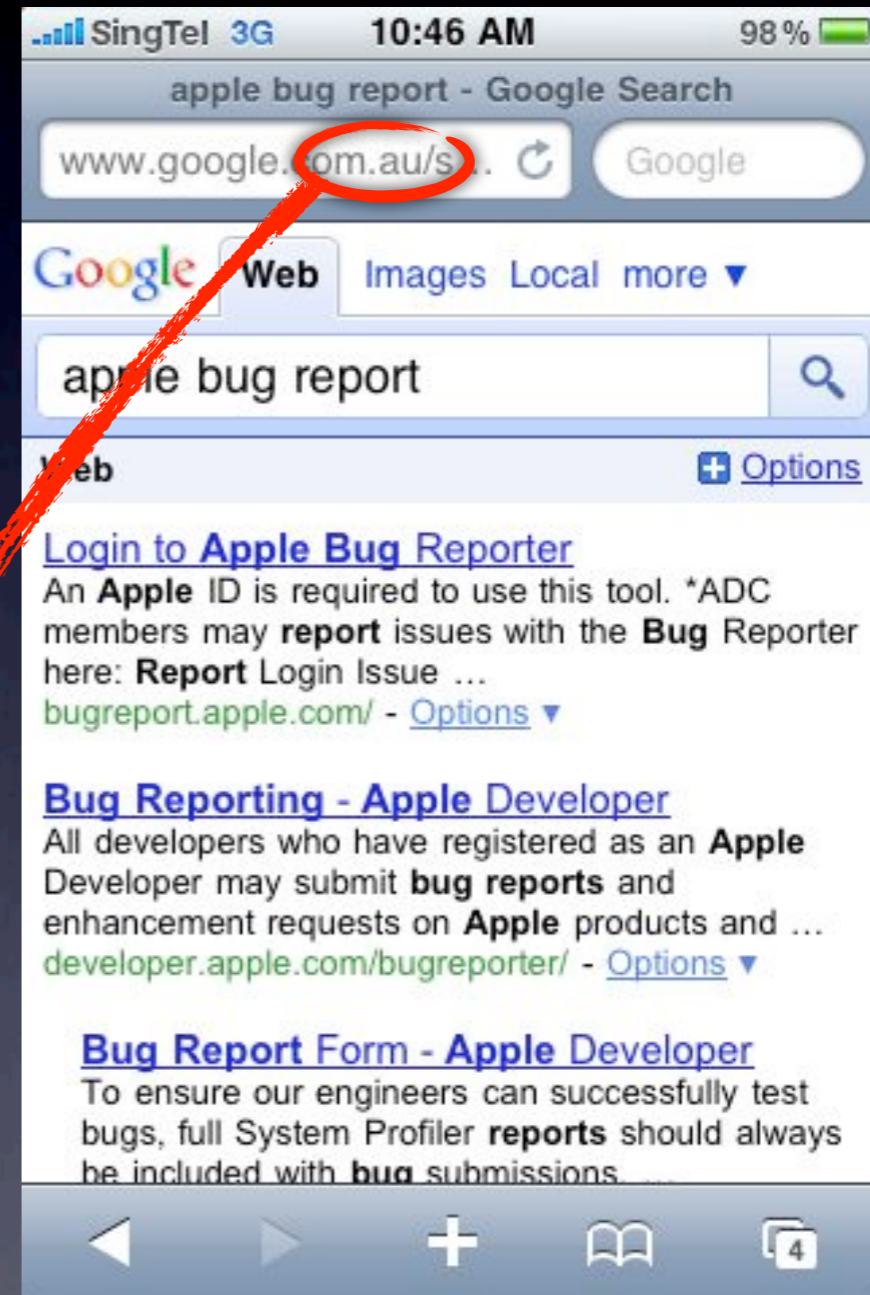 SingTel 3G 10:46 AM 98%
apple bug report - Google Search
www.google.com.au/s... Google
Google Web Images Local more ▼
apple bug report
Web Options
Login to Apple Bug Reporter
An Apple ID is required to use this tool. *ADC
members may report issues with the Bug Reporter
here: Report Login Issue ...
bugreport.apple.com/ - Options ▼
Bug Reporting - Apple Developer
All developers who have registered as an Apple
Developer may submit bug reports and
enhancement requests on Apple products and ...
developer.apple.com/bugreporter/ - Options ▼
Bug Report Form - Apple Developer
To ensure our engineers can successfully test
bugs, full System Profiler reports should always
be included with bug submissions. ...
4